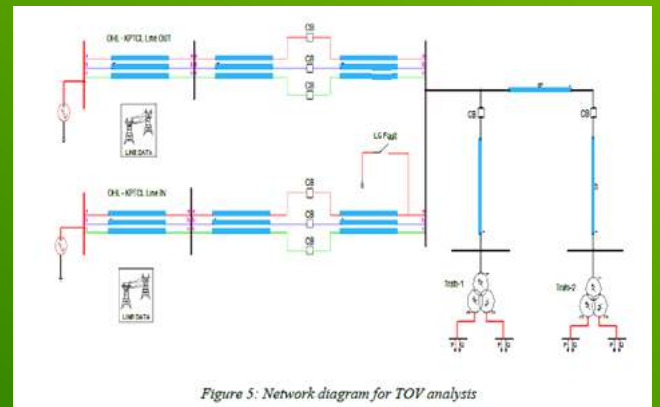 OHL - KPTCL Line OUT
CB
CB
CB
LINE DATA
CB
CB
LG Fault
OHL - KPTCL Line IN
CB
CB
CB
LINE DATA
Trafo-1
Trafo-2
Figure 5: Network diagram for TOV analysis